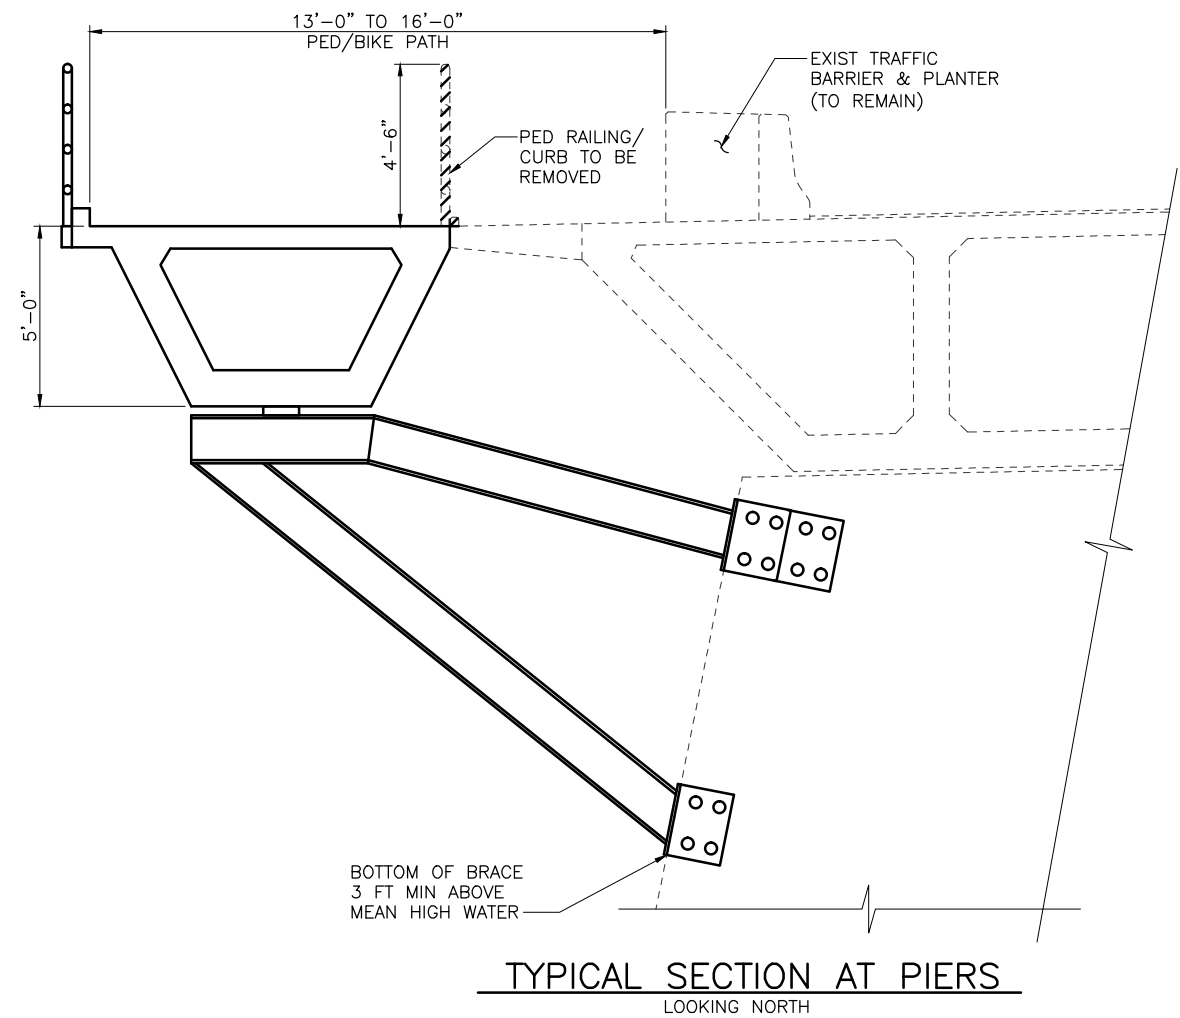 13'-0" TO 16'-0"
PED/BIKE PATH
EXIST TRAFFIC
BARRIER & PLANTER
(TO REMAIN)
4'-6"
PED RAILING/
CURB TO BE
REMOVED
5'-0"
BOTTOM OF BRACE
3 FT MIN ABOVE
MEAN HIGH WATER
TYPICAL SECTION AT PIERS
LOOKING NORTH